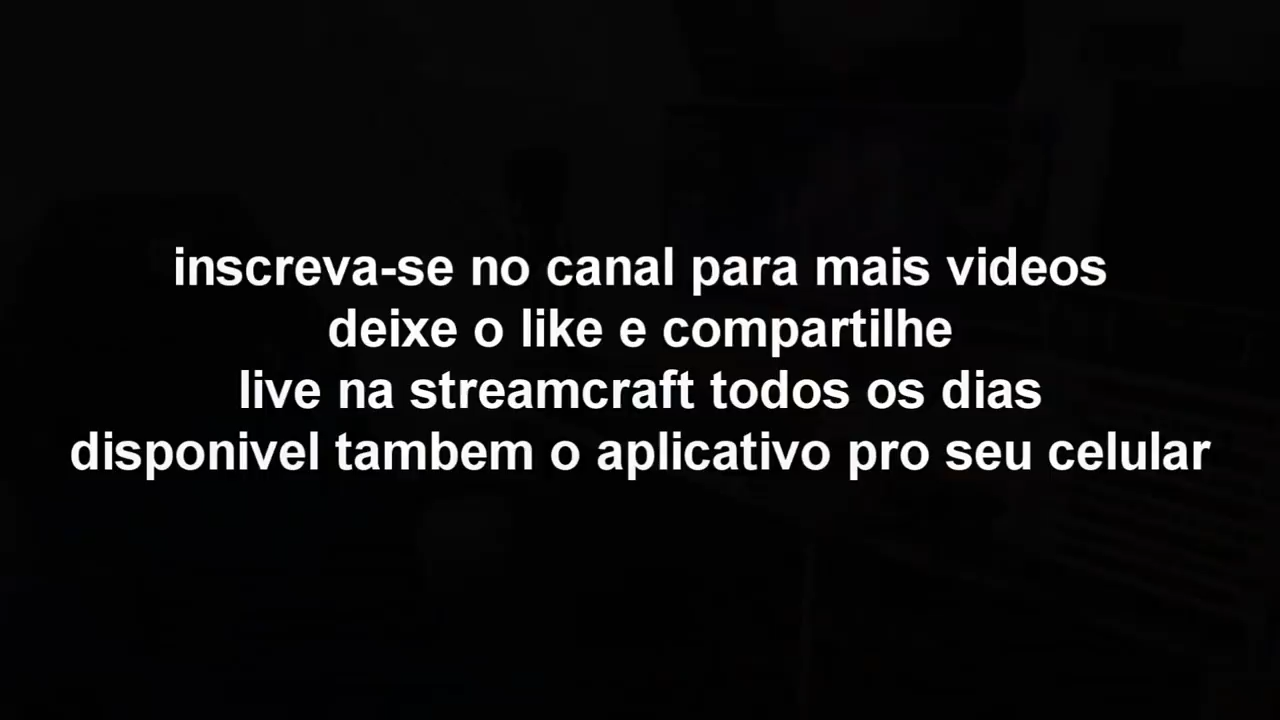 inscreva-se no canal para mais videos
deixe o like e compartilhe
live na streamcraft todos os dias
disponivel tambem o aplicativo pro seu celular